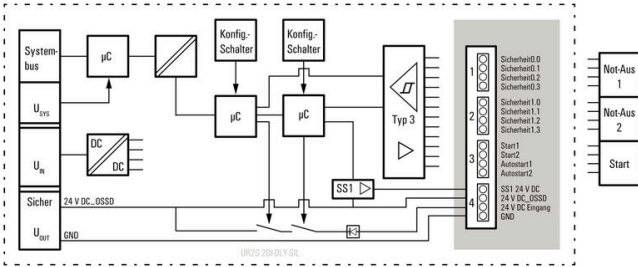 System-
bus
U_SYS
U_IN
Sicher
U_OUT
µC
DC
DC
24 V DC_OSSD
GND
Konfig.-
Schalter
Konfig.-
Schalter
µC
µC
Typ 3
SS1
UR20 2DI DLY-SIL
1
Sicherheit0.0
Sicherheit0.1
Sicherheit0.2
Sicherheit0.3
2
Sicherheit1.0
Sicherheit1.1
Sicherheit1.2
Sicherheit1.3
3
Start1
Start2
Autostart1
Autostart2
4
SS1 24 V DC
24 V DC_OSSD
24 V DC Eingang
GND
Not-Aus
1
Not-Aus
2
Start